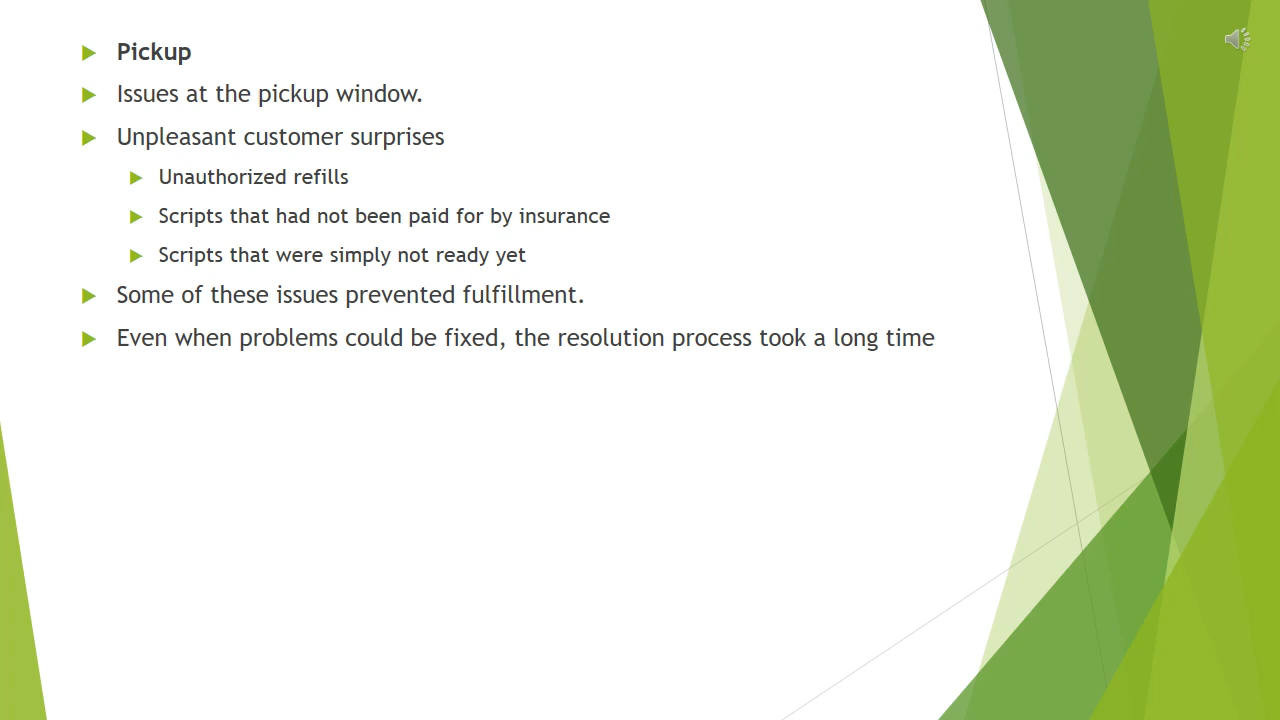 Pickup
Issues at the pickup window.
Unpleasant customer surprises
Unauthorized refills
Scripts that had not been paid for by insurance
Scripts that were simply not ready yet
Some of these issues prevented fulfillment.
Even when problems could be fixed, the resolution process took a long time